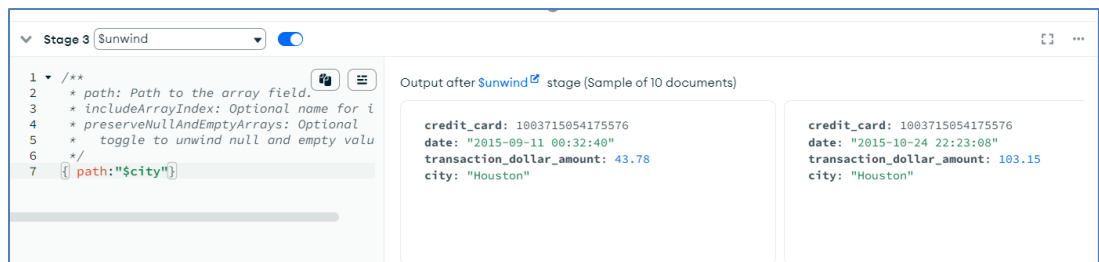 Stage 3 $unwind
1 /**
2 * path: Path to the array field.
3 * includeArrayIndex: Optional name for i
4 * preserveNullAndEmptyArrays: Optional
5 * toggle to unwind null and empty valu
6 */
7 { path:"$city"}
Output after $unwind stage (Sample of 10 documents)
credit_card: 1003715054175576
date: "2015-09-11 00:32:40"
transaction_dollar_amount: 43.78
city: "Houston"
credit_card: 1003715054175576
date: "2015-10-24 22:23:08"
transaction_dollar_amount: 103.15
city: "Houston"